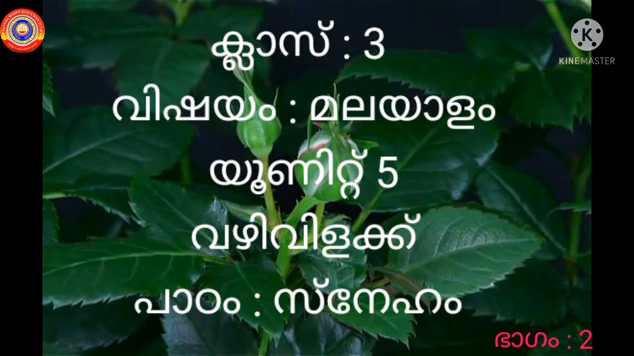 ക്ലാസ് : 3
KINEMASTER
വിഷയം : മലയാളം
യൂണിറ്റ് 5
വഴിവിളക്ക്
പാഠം : സ്നേഹം
ഭാഗം : 2